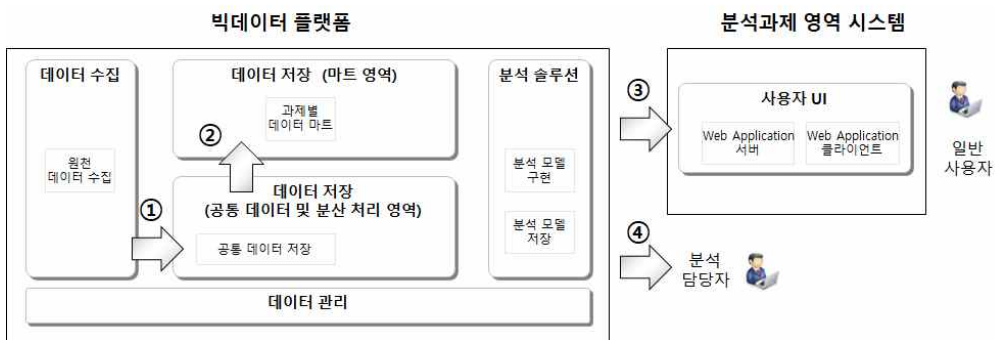 빅데이터 플랫폼
분석과제 영역 시스템
데이터 수집
원천
데이터 수집
①
데이터 저장 (마트 영역)
과제별
데이터 마트
②
데이터 저장
(공통 데이터 및 분산 처리 영역)
공통 데이터 저장
분석 솔루션
분석 모델
구현
분석 모델
저장
데이터 관리
③
사용자 UI
Web Application
서버
Web Application
클라이언트
일반
사용자
④
분석
담당자